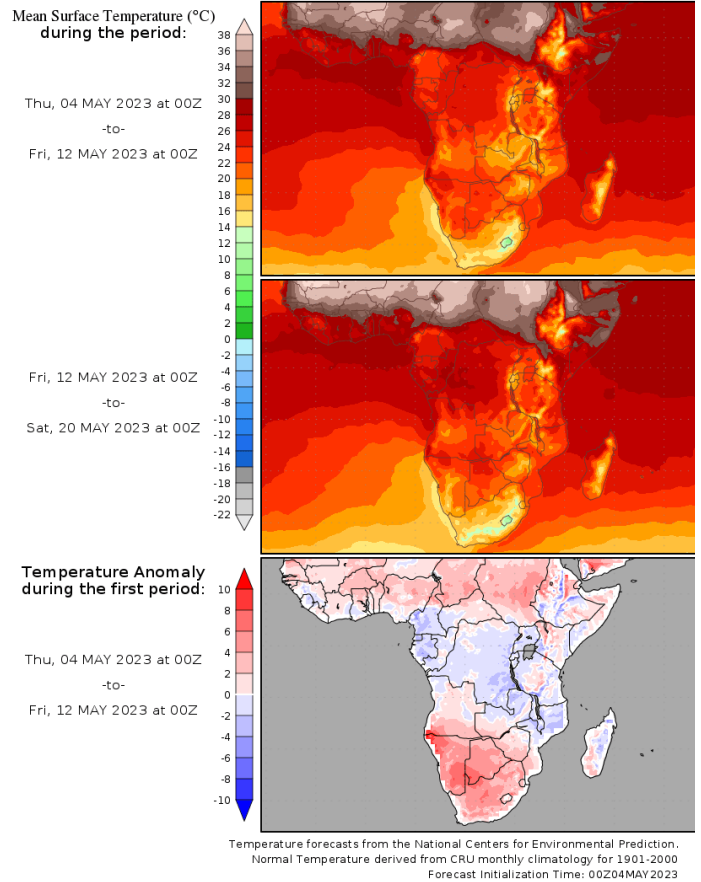 Mean Surface Temperature (°C)
during the period:
38
36
34
32
30
28
26
24
22
20
18
16
14
12
10
8
6
4
2
0
-2
-4
-6
-8
-10
-12
-14
-16
-18
-20
-22
Thu, 04 MAY 2023 at 00Z
-to-
Fri, 12 MAY 2023 at 00Z
Fri, 12 MAY 2023 at 00Z
-to-
Sat, 20 MAY 2023 at 00Z
Temperature Anomaly
during the first period:
10
8
6
4
2
0
-2
-4
-6
-8
-10
Thu, 04 MAY 2023 at 00Z
-to-
Fri, 12 MAY 2023 at 00Z
Temperature forecasts from the National Centers for Environmental Prediction.
Normal Temperature derived from CRU monthly climatology for 1901-2000
Forecast Initialization Time: 00Z04MAY2023